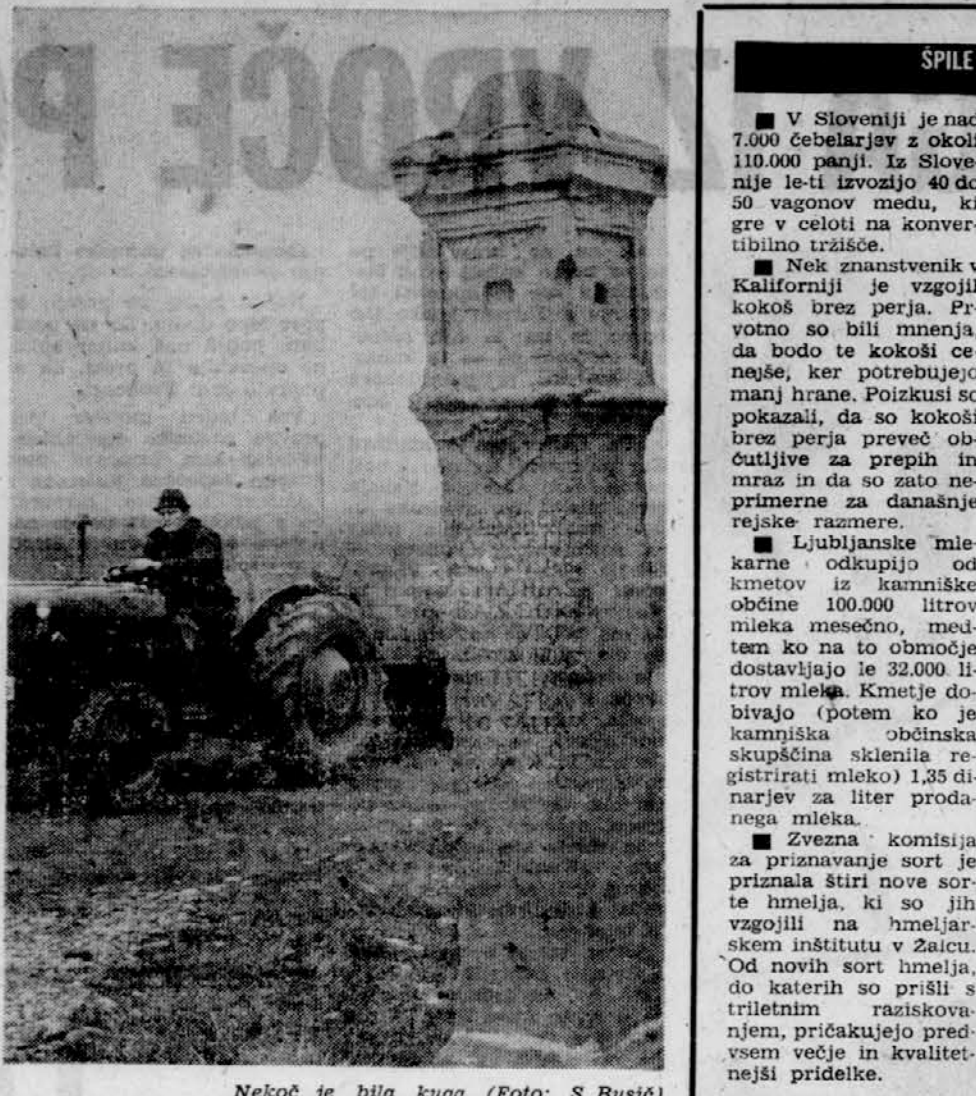 Nekoč je bila kuga (Foto: S. Busič)
ŠPILE
■ V Sloveniji je nad
7.000 čebelarjev z okoli
110.000 panji. Iz Slove-
nije le-ti izvozijo 40 do
50 vagonov medu, ki
gre v celoti na konver-
tibilno tržišče.
■ Nek znanstvenik v
Kaliforniji je vzgojil
kokoš brez perja. Pr-
votno so bili mnenja,
da bodo te kokoši ce-
nejše, ker potrebujejo
manj hrane. Poizkusi so
pokazali, da so kokoši
brez perja preveč ob-
čutljive za prepih in
mraz in da so zato ne-
primerne za današnje
rejske razmere.
■ Ljubljanske mle-
karne odkupijo od
kmetov iz kamniške
občine 100.000 litrov
mleka mesečno, med-
tem ko na to območje
dostavljajo le 32.000 li-
trov mleka. Kmetje do-
bivajo (potem ko je
kamniška občinska
skupščina sklenila re-
gistrirati mleko) 1,35 di-
narjev za liter proda-
nega mleka.
■ Zvezna komisija
za priznavanje sort je
priznala štiri nove sor-
te hmelja, ki so jih
vzgojili na hmeljar-
skem inštitutu v Žalcu.
Od novih sort hmelja,
do katerih so prišli s
triletnim raziskova-
njem, pričakujejo pred-
vsem večje in kvalitet-
nejši pridelke.